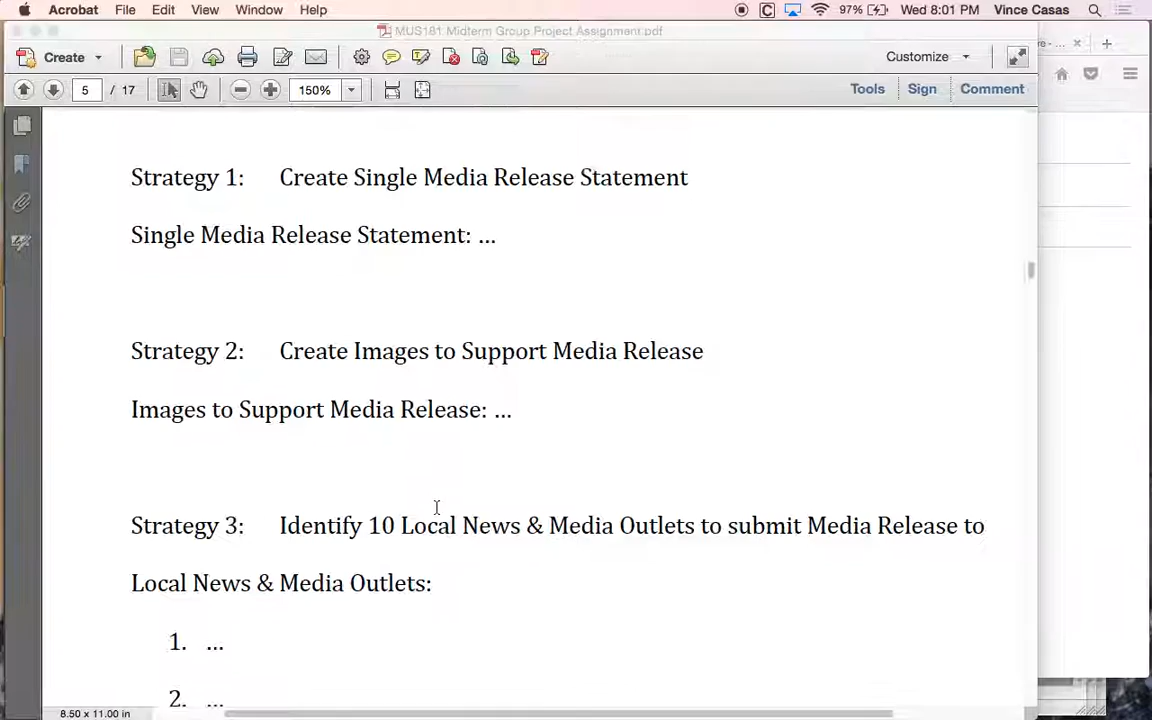 Acrobat File Edit View Window Help 97% Wed 8:01 PM Vince Casas
MUS181 Midterm Group Project Assignment.pdf
Create Customize
5 / 17 150% Tools Sign Comment
Strategy 1: Create Single Media Release Statement
Single Media Release Statement: ...
Strategy 2: Create Images to Support Media Release
Images to Support Media Release: ...
Strategy 3: Identify 10 Local News & Media Outlets to submit Media Release to
Local News & Media Outlets:
1. ...
2. ...
8.50 x 11.00 in